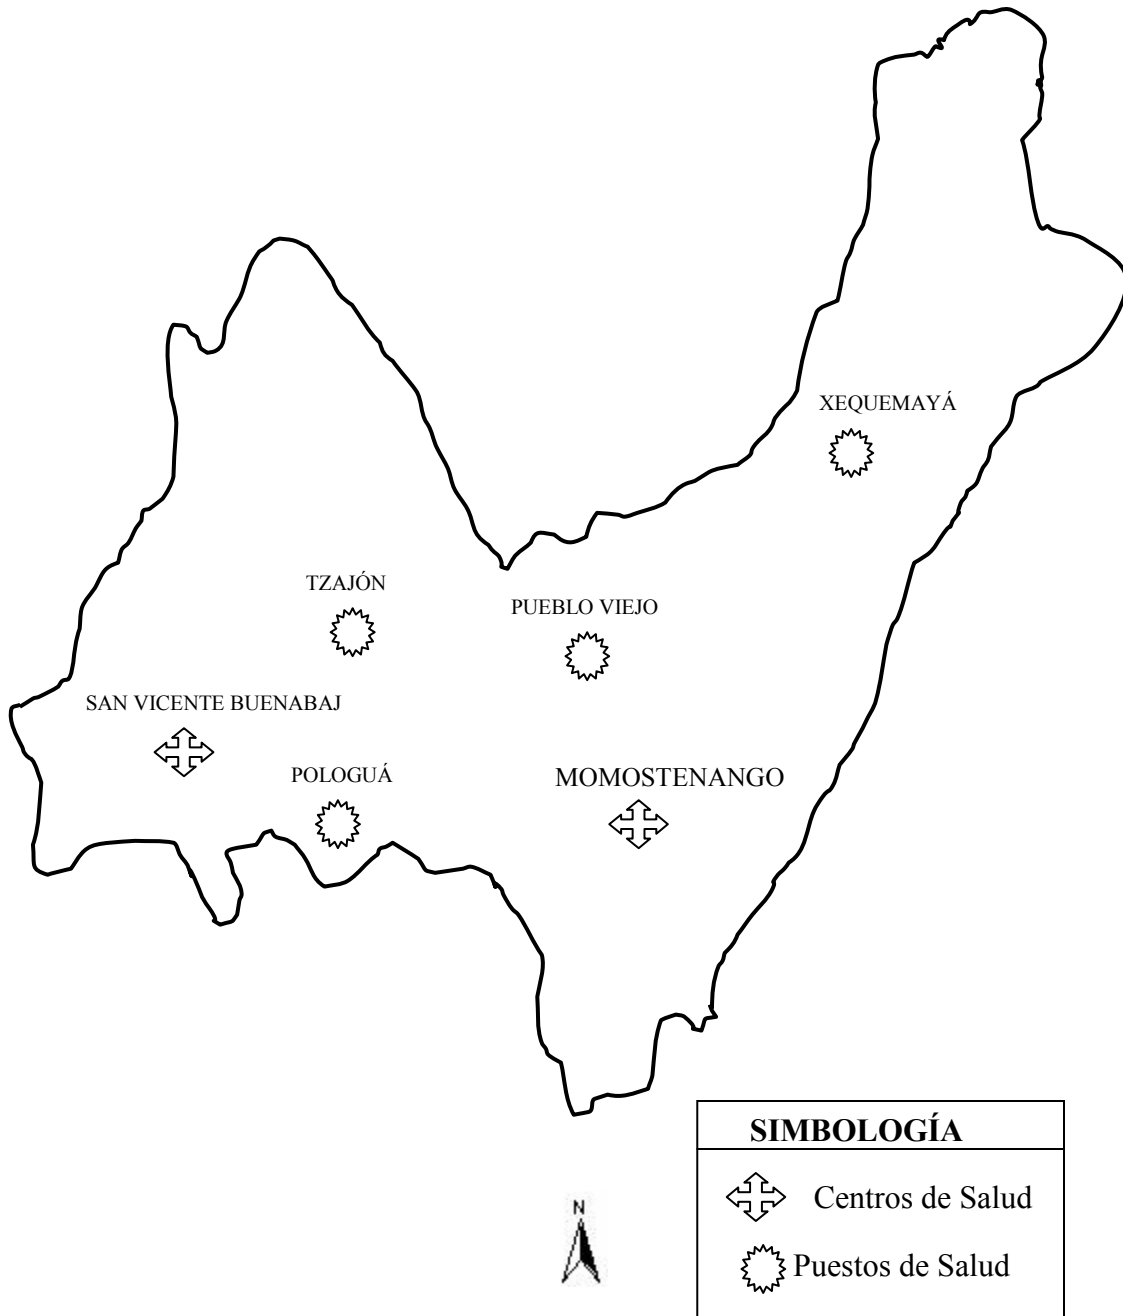 XEQUEMAYÁ
TZAJÓN
PUEBLO VIEJO
SAN VICENTE BUENABAJ
POLOGUÁ
MOMOSTENANGO
SIMBOLOGÍA
Centros de Salud
N
Puestos de Salud